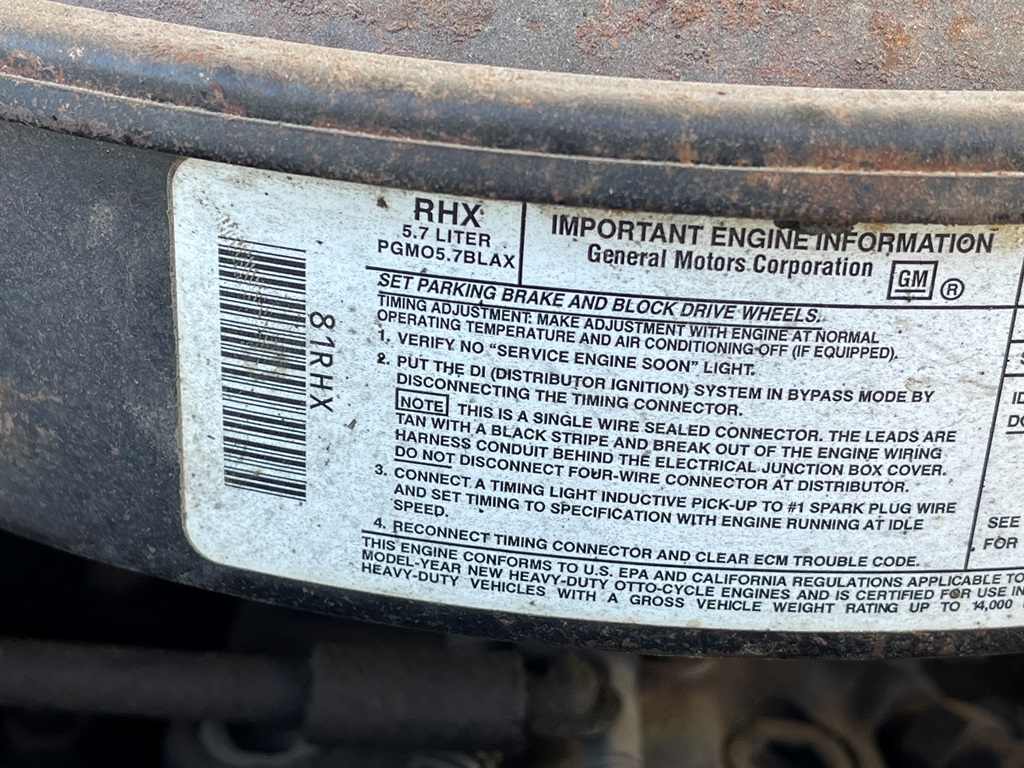 RHX
5.7 LITER
PGMO5.7BLAX
IMPORTANT ENGINE INFORMATION
General Motors Corporation
GM ®
81RHX
SET PARKING BRAKE AND BLOCK DRIVE WHEELS.
TIMING ADJUSTMENT: MAKE ADJUSTMENT WITH ENGINE AT NORMAL
OPERATING TEMPERATURE AND AIR CONDITIONING OFF (IF EQUIPPED).
1. VERIFY NO "SERVICE ENGINE SOON" LIGHT.
2. PUT THE DI (DISTRIBUTOR IGNITION) SYSTEM IN BYPASS MODE BY
DISCONNECTING THE TIMING CONNECTOR.
NOTE THIS IS A SINGLE WIRE SEALED CONNECTOR. THE LEADS ARE
TAN WITH A BLACK STRIPE AND BREAK OUT OF THE ENGINE WIRING
HARNESS CONDUIT BEHIND THE ELECTRICAL JUNCTION BOX COVER.
DO NOT DISCONNECT FOUR-WIRE CONNECTOR AT DISTRIBUTOR.
3. CONNECT A TIMING LIGHT INDUCTIVE PICK-UP TO #1 SPARK PLUG WIRE
AND SET TIMING TO SPECIFICATION WITH ENGINE RUNNING AT IDLE
SPEED.
4. RECONNECT TIMING CONNECTOR AND CLEAR ECM TROUBLE CODE.
SEE
FOR
THIS ENGINE CONFORMS TO U.S. EPA AND CALIFORNIA REGULATIONS APPLICABLE TO
MODEL-YEAR NEW HEAVY-DUTY OTTO-CYCLE ENGINES AND IS CERTIFIED FOR USE IN
HEAVY-DUTY VEHICLES WITH A GROSS VEHICLE WEIGHT RATING UP TO 14,000